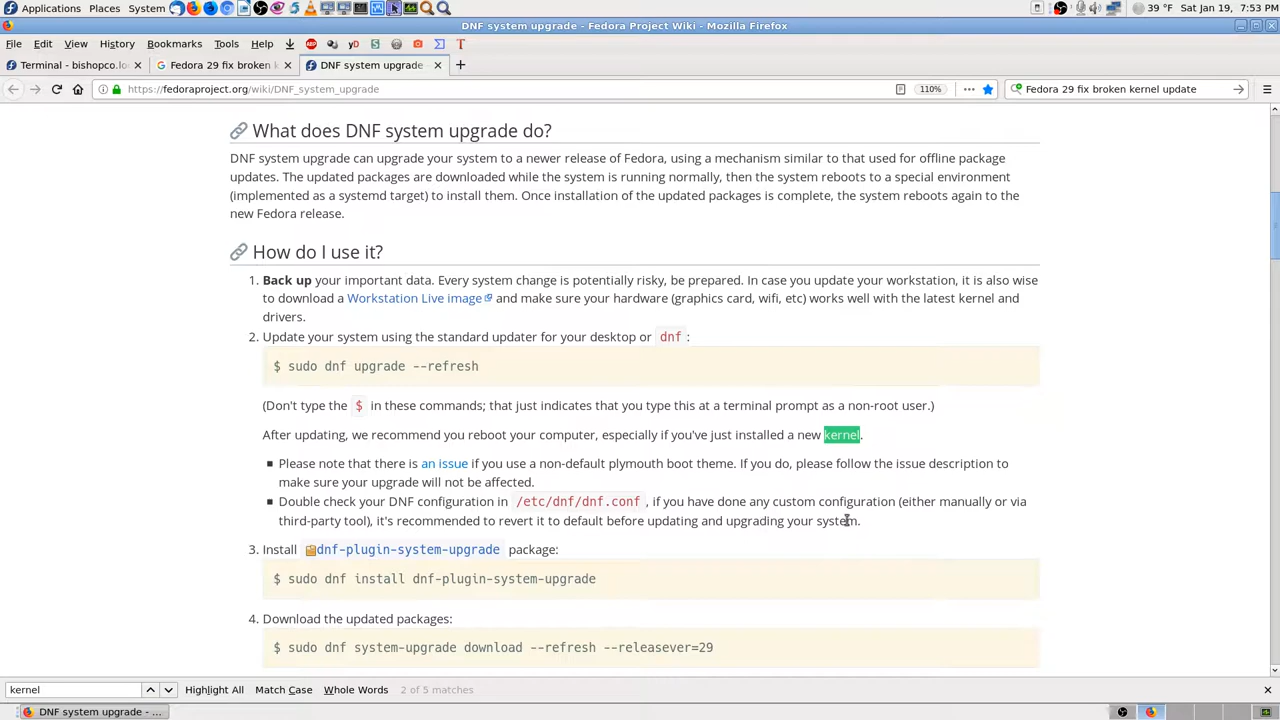 Applications Places System 39 °F Sat Jan 19, 7:53 PM
DNF system upgrade - Fedora Project Wiki - Mozilla Firefox
File Edit View History Bookmarks Tools Help
Terminal - bishopco.lo
Fedora 29 fix broken k
DNF system upgrade -
https://fedoraproject.org/wiki/DNF_system_upgrade 110% Fedora 29 fix broken kernel update
What does DNF system upgrade do?
DNF system upgrade can upgrade your system to a newer release of Fedora, using a mechanism similar to that used for offline package
updates. The updated packages are downloaded while the system is running normally, then the system reboots to a special environment
(implemented as a systemd target) to install them. Once installation of the updated packages is complete, the system reboots again to the
new Fedora release.
How do I use it?
1. Back up your important data. Every system change is potentially risky, be prepared. In case you update your workstation, it is also wise
to download a Workstation Live image and make sure your hardware (graphics card, wifi, etc) works well with the latest kernel and
drivers.
2. Update your system using the standard updater for your desktop or dnf :
$ sudo dnf upgrade --refresh
(Don't type the $ in these commands; that just indicates that you type this at a terminal prompt as a non-root user.)
After updating, we recommend you reboot your computer, especially if you've just installed a new kernel.
▪ Please note that there is an issue if you use a non-default plymouth boot theme. If you do, please follow the issue description to
make sure your upgrade will not be affected.
▪ Double check your DNF configuration in /etc/dnf/dnf.conf , if you have done any custom configuration (either manually or via
third-party tool), it's recommended to revert it to default before updating and upgrading your system.
3. Install dnf-plugin-system-upgrade package:
$ sudo dnf install dnf-plugin-system-upgrade
4. Download the updated packages:
$ sudo dnf system-upgrade download --refresh --releasever=29
kernel Highlight All Match Case Whole Words 2 of 5 matches
DNF system upgrade - ...